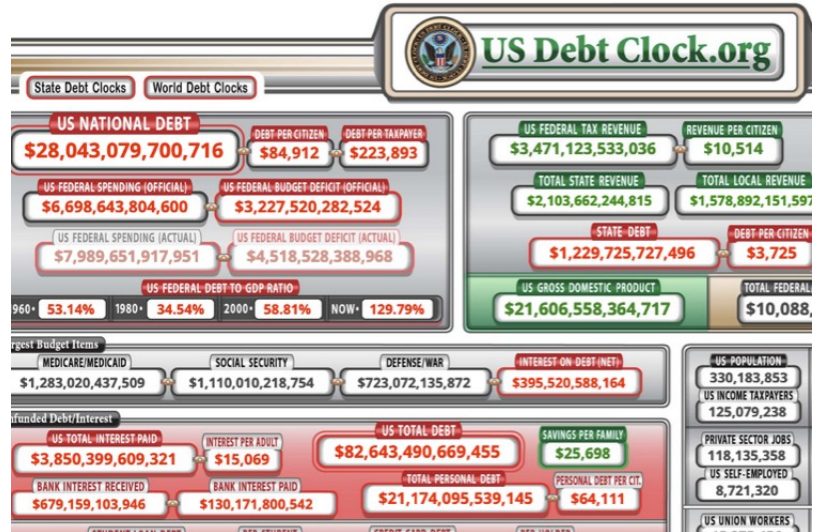 US Debt Clock.org
State Debt Clocks
World Debt Clocks
US NATIONAL DEBT
$28,043,079,700,716
DEBT PER CITIZEN
$84,912
DEBT PER TAXPAYER
$223,893
US FEDERAL SPENDING (OFFICIAL)
$6,698,643,804,600
US FEDERAL BUDGET DEFICIT (OFFICIAL)
$3,227,520,282,524
US FEDERAL SPENDING (ACTUAL)
$7,989,651,917,951
US FEDERAL BUDGET DEFICIT (ACTUAL)
$4,518,528,388,968
US FEDERAL DEBT TO GDP RATIO
960• 53.14% 1980• 34.54% 2000• 58.81% NOW• 129.79%
US FEDERAL TAX REVENUE
$3,471,123,533,036
REVENUE PER CITIZEN
$10,514
TOTAL STATE REVENUE
$2,103,662,244,815
TOTAL LOCAL REVENUE
$1,578,892,151,597
STATE DEBT
$1,229,725,727,496
DEBT PER CITIZEN
$3,725
US GROSS DOMESTIC PRODUCT
$21,606,558,364,717
TOTAL FEDERAL
$10,088,
rgest Budget Items
MEDICARE/MEDICAID
$1,283,020,437,509
SOCIAL SECURITY
$1,110,010,218,754
DEFENSE/WAR
$723,072,135,872
INTEREST ON DEBT (NET)
$395,520,588,164
US POPULATION
330,183,853
US INCOME TAXPAYERS
125,079,238
PRIVATE SECTOR JOBS
118,135,358
US SELF-EMPLOYED
8,721,320
US UNION WORKERS
nfunded Debt/Interest
US TOTAL INTEREST PAID
$3,850,399,609,321
INTEREST PER ADULT
$15,069
US TOTAL DEBT
$82,643,490,669,455
SAVINGS PER FAMILY
$25,698
BANK INTEREST RECEIVED
$679,159,103,946
BANK INTEREST PAID
$130,171,800,542
TOTAL PERSONAL DEBT
$21,174,095,539,145
PERSONAL DEBT PER CIT.
$64,111